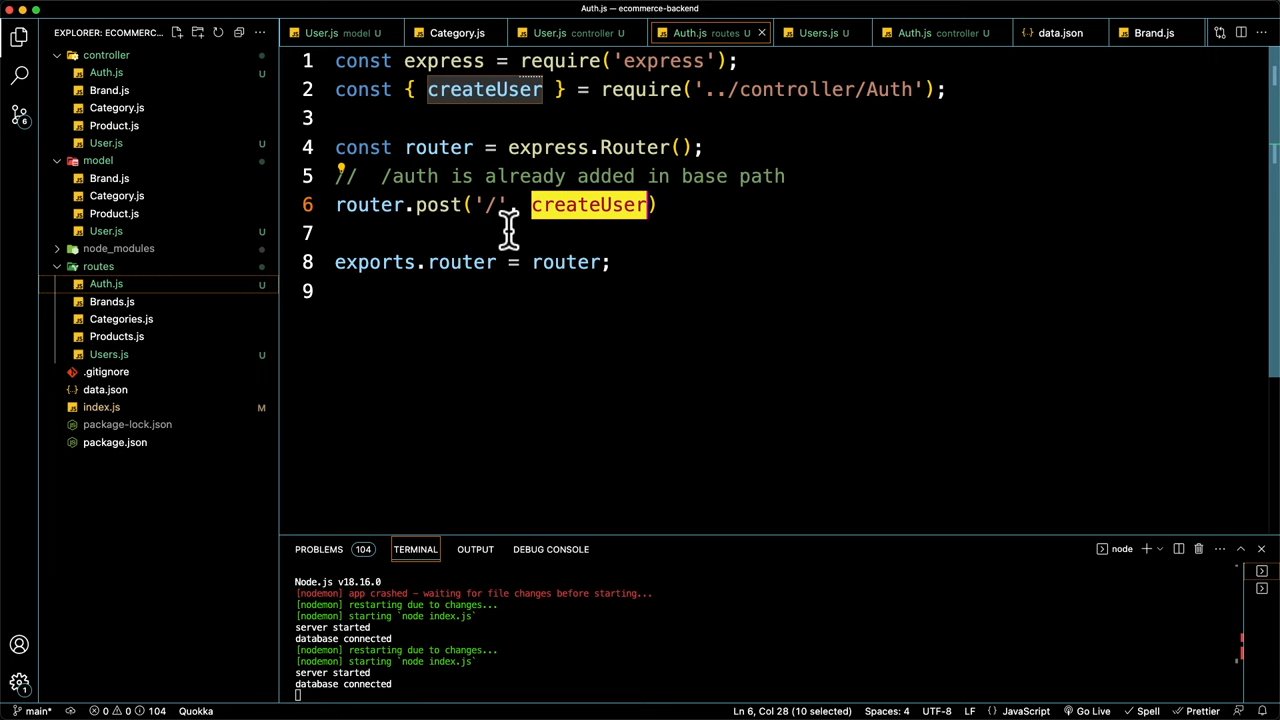 Auth.js — ecommerce-backend
EXPLORER: ECOMMERC...
User.js model U
Category.js
User.js controller U
Auth.js routes U
Users.js U
Auth.js controller U
data.json
Brand.js
controller
Auth.js U
Brand.js
Category.js
Product.js
User.js U
model
Brand.js
Category.js
Product.js
User.js U
node_modules
routes
Auth.js U
Brands.js
Categories.js
Products.js
Users.js U
.gitignore
data.json
index.js M
package-lock.json
package.json
1 const express = require('express');
2 const { createUser } = require('../controller/Auth');
3
4 const router = express.Router();
5 // /auth is already added in base path
6 router.post('/', createUser)
7
8 exports.router = router;
9
PROBLEMS 104 TERMINAL OUTPUT DEBUG CONSOLE node
Node.js v18.16.0
[nodemon] app crashed - waiting for file changes before starting...
[nodemon] restarting due to changes...
[nodemon] starting `node index.js`
server started
database connected
[nodemon] restarting due to changes...
[nodemon] starting `node index.js`
server started
database connected
main* 0 0 104 Quokka Ln 6, Col 28 (10 selected) Spaces: 4 UTF-8 LF {} JavaScript Go Live Spell Prettier